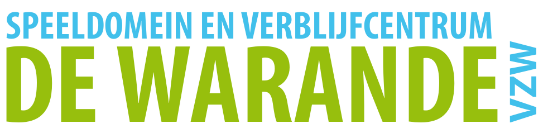 SPEELDOMEIN EN VERBLIJFCENTRUM
DE WARANDE
VZW